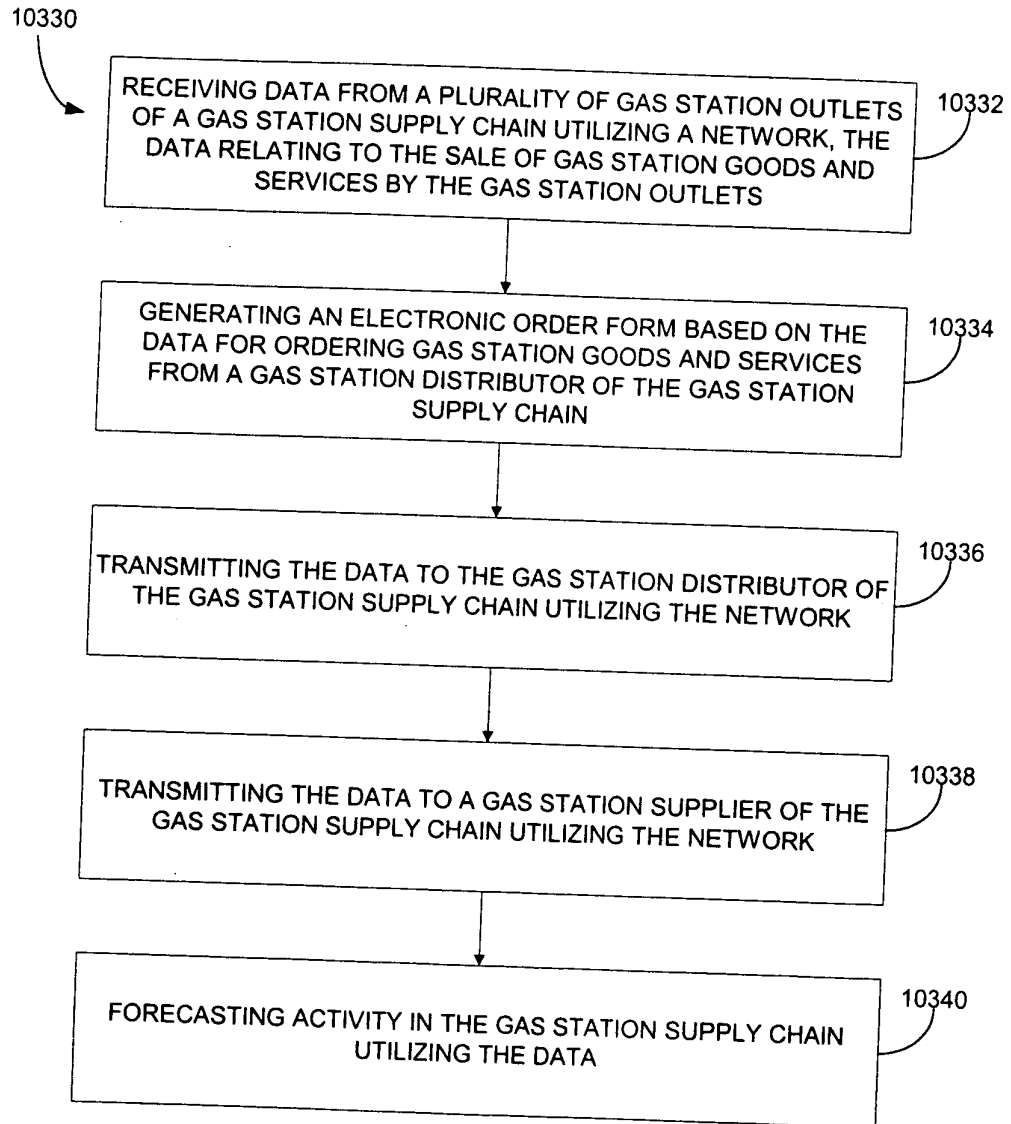 10330
RECEIVING DATA FROM A PLURALITY OF GAS STATION OUTLETS
OF A GAS STATION SUPPLY CHAIN UTILIZING A NETWORK, THE
DATA RELATING TO THE SALE OF GAS STATION GOODS AND
SERVICES BY THE GAS STATION OUTLETS
10332
GENERATING AN ELECTRONIC ORDER FORM BASED ON THE
DATA FOR ORDERING GAS STATION GOODS AND SERVICES
FROM A GAS STATION DISTRIBUTOR OF THE GAS STATION
SUPPLY CHAIN
10334
TRANSMITTING THE DATA TO THE GAS STATION DISTRIBUTOR OF
THE GAS STATION SUPPLY CHAIN UTILIZING THE NETWORK
10336
TRANSMITTING THE DATA TO A GAS STATION SUPPLIER OF THE
GAS STATION SUPPLY CHAIN UTILIZING THE NETWORK
10338
FORECASTING ACTIVITY IN THE GAS STATION SUPPLY CHAIN
UTILIZING THE DATA
10340